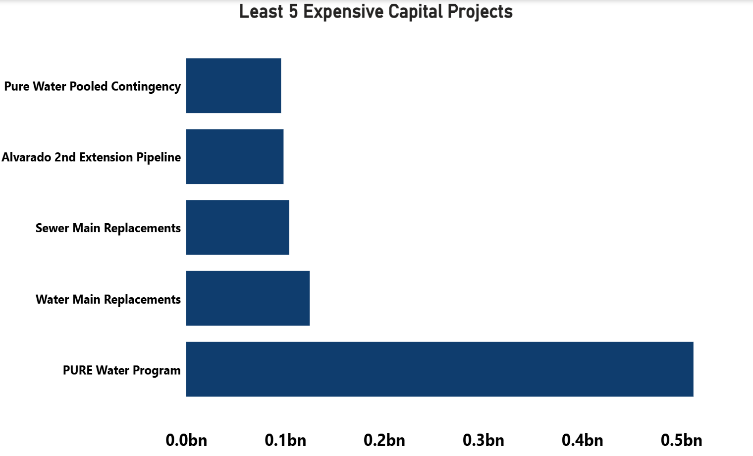 Least 5 Expensive Capital Projects
Pure Water Pooled Contingency
Alvarado 2nd Extension Pipeline
Sewer Main Replacements
Water Main Replacements
PURE Water Program
0.0bn 0.1bn 0.2bn 0.3bn 0.4bn 0.5bn